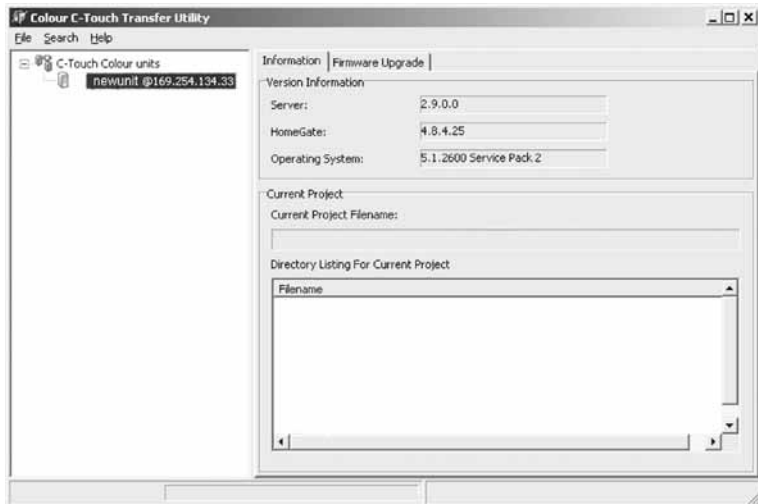 Colour C-Touch Transfer Utility
File Search Help
C-Touch Colour units
newunit @169.254.134.33
Information Firmware Upgrade
Version Information
Server: 2.9.0.0
HomeGate: 4.8.4.25
Operating System: 5.1.2600 Service Pack 2
Current Project
Current Project Filename:
Directory Listing For Current Project
Filename